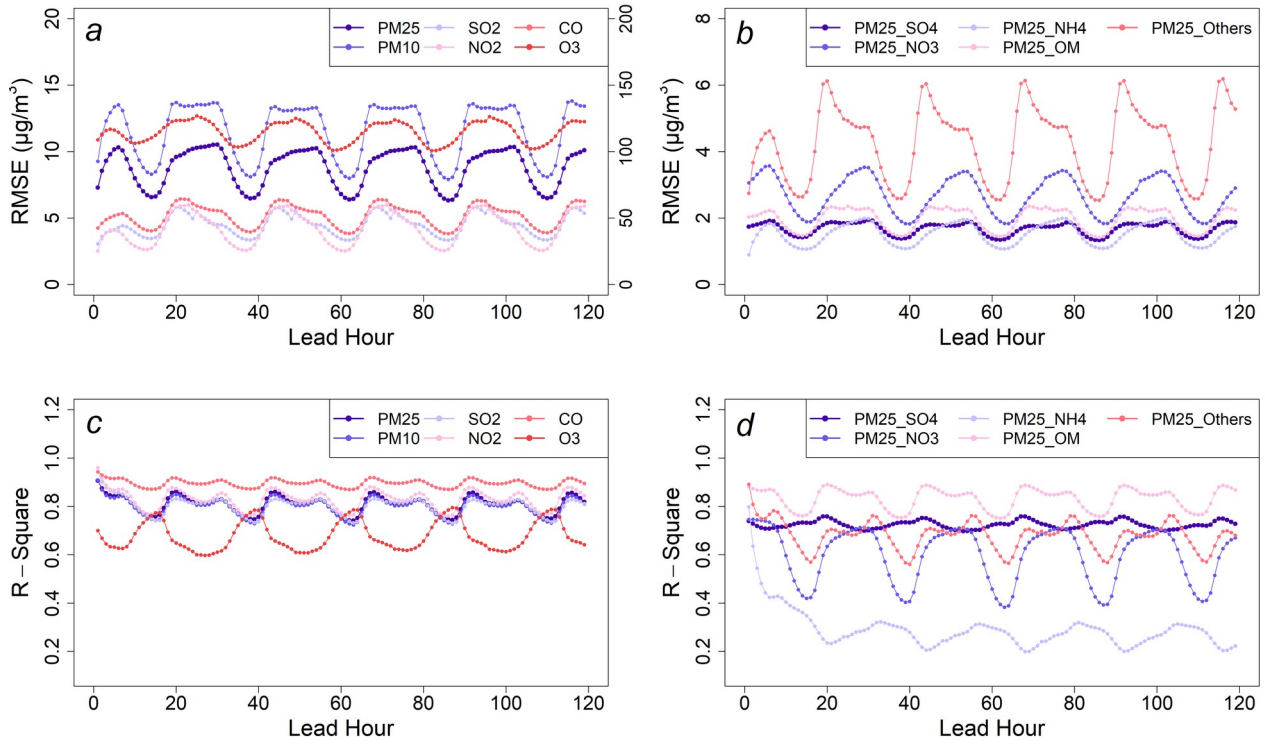 a
PM25 SO2 CO
PM10 NO2 O3
RMSE (μg/m³)
20
15
10
5
0
200
150
100
50
0
0 20 40 60 80 100 120
Lead Hour
b
PM25_SO4 PM25_NH4 PM25_Others
PM25_NO3 PM25_OM
RMSE (μg/m³)
8
6
4
2
0
0 20 40 60 80 100 120
Lead Hour
c
PM25 SO2 CO
PM10 NO2 O3
R – Square
1.2
1.0
0.8
0.6
0.4
0.2
0 20 40 60 80 100 120
Lead Hour
d
PM25_SO4 PM25_NH4 PM25_Others
PM25_NO3 PM25_OM
R – Square
1.2
1.0
0.8
0.6
0.4
0.2
0 20 40 60 80 100 120
Lead Hour